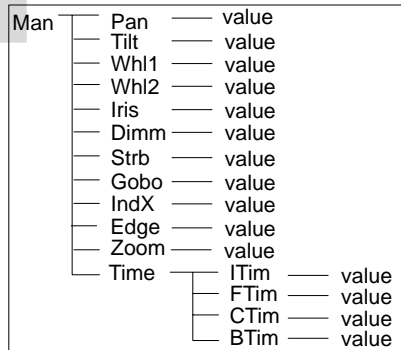 Man Pan value
Tilt value
Whl1 value
Whl2 value
Iris value
Dimm value
Strb value
Gobo value
IndX value
Edge value
Zoom value
Time ITim value
FTim value
CTim value
BTim value